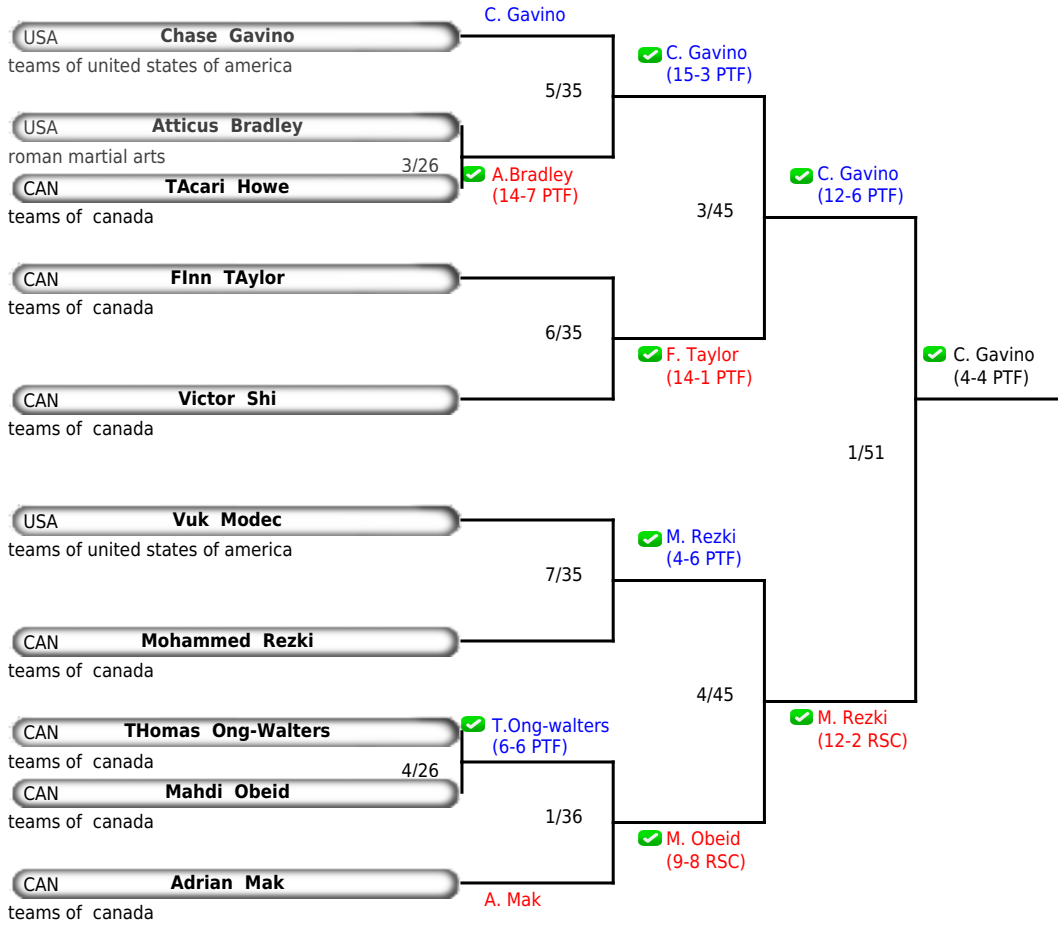 C. Gavino
USA Chase Gavino
teams of united states of america
C. Gavino
(15-3 PTF)
5/35
USA Atticus Bradley
roman martial arts
3/26
A.Bradley
(14-7 PTF)
CAN TAcari Howe
teams of canada
C. Gavino
(12-6 PTF)
3/45
CAN FInn TAylor
teams of canada
6/35
F. Taylor
(14-1 PTF)
CAN Victor Shi
teams of canada
C. Gavino
(4-4 PTF)
1/51
USA Vuk Modec
teams of united states of america
M. Rezki
(4-6 PTF)
7/35
CAN Mohammed Rezki
teams of canada
4/45
M. Rezki
(12-2 RSC)
CAN THomas Ong-Walters
teams of canada
T.Ong-walters
(6-6 PTF)
4/26
CAN Mahdi Obeid
teams of canada
1/36
M. Obeid
(9-8 RSC)
CAN Adrian Mak
teams of canada
A. Mak